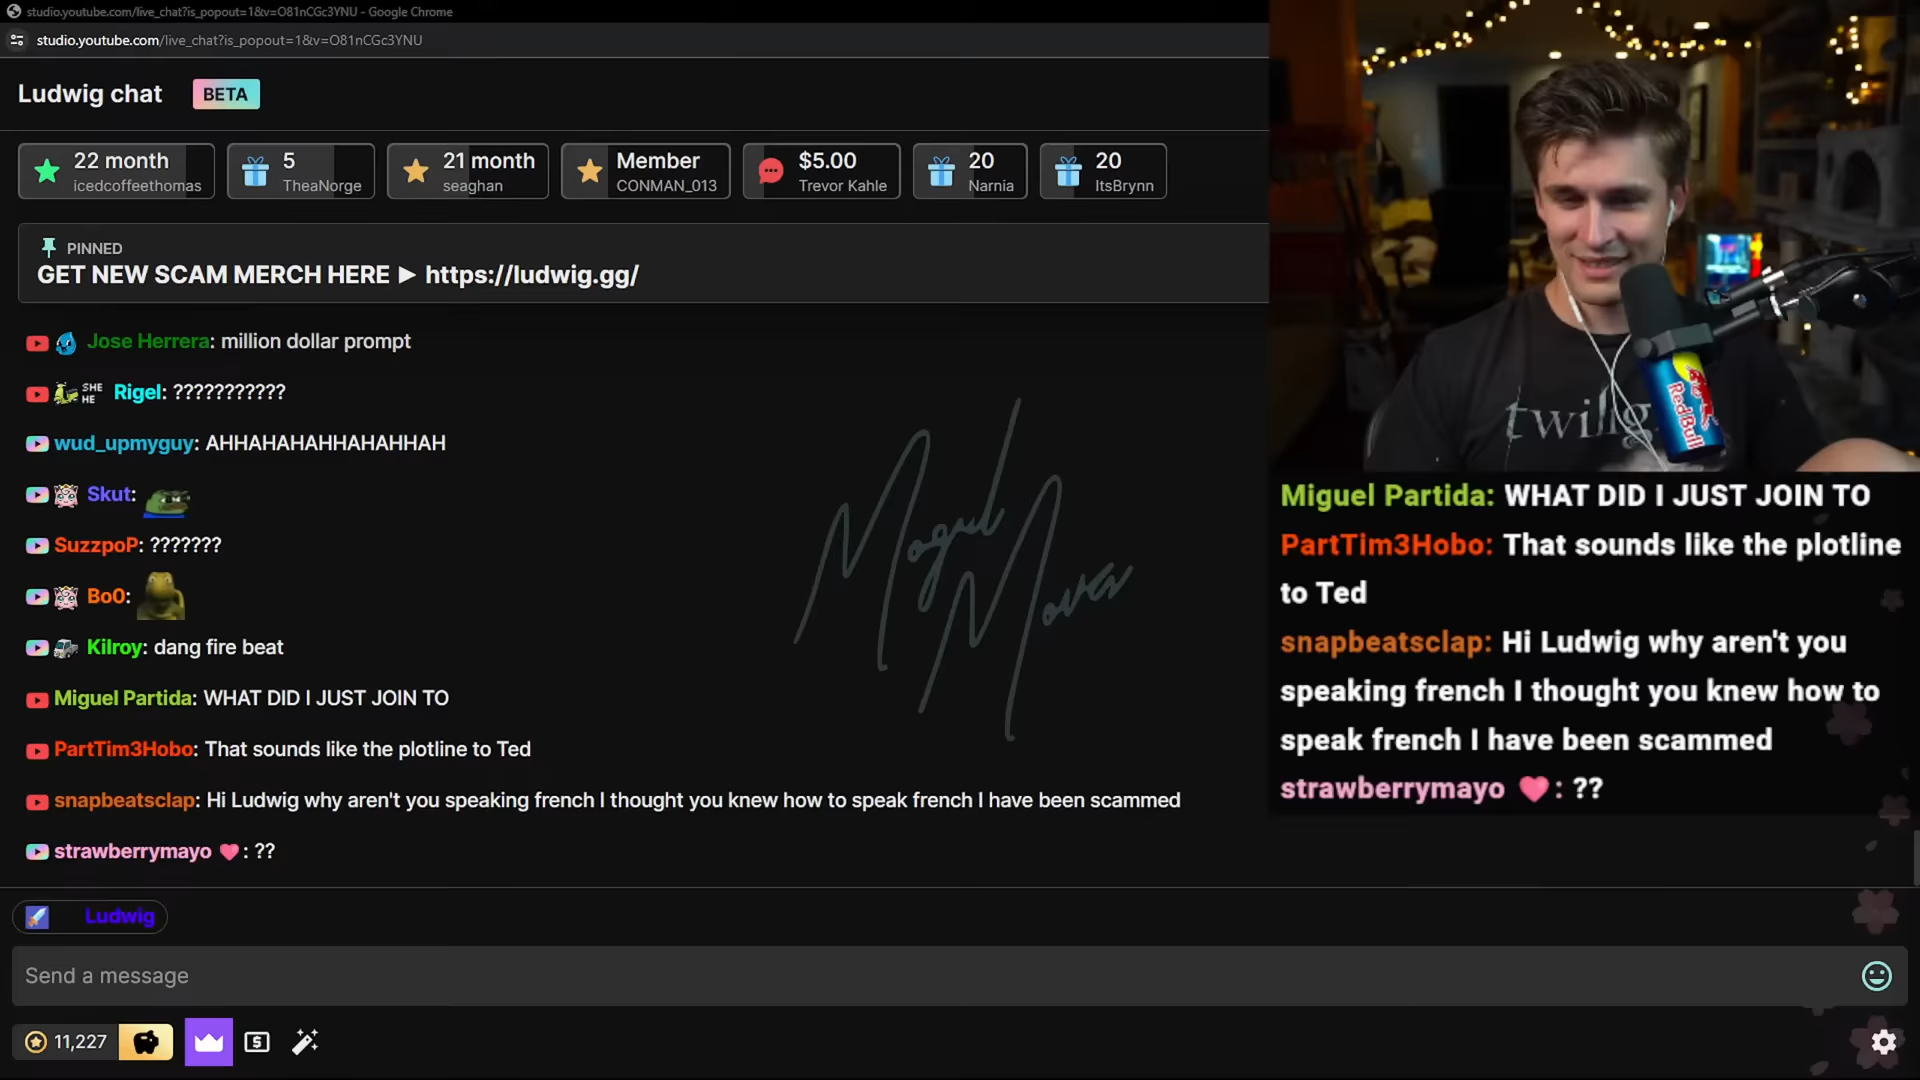 studio.youtube.com/live_chat?is_popout=1&v=O81nCGc3YNU - Google Chrome
studio.youtube.com/live_chat?is_popout=1&v=O81nCGc3YNU
Ludwig chat BETA
22 month
icedcoffeethomas
5
TheaNorge
21 month
seaghan
Member
CONMAN_013
$5.00
Trevor Kahle
20
Narnia
20
ItsBrynn
PINNED
GET NEW SCAM MERCH HERE ► https://ludwig.gg/
Jose Herrera: million dollar prompt
SHE
HE
Rigel: ???????????
wud_upmyguy: AHHAHAHAHHAHAHHAH
Skut:
SuzzpoP: ???????
Bo0:
Kilroy: dang fire beat
Miguel Partida: WHAT DID I JUST JOIN TO
PartTim3Hobo: That sounds like the plotline to Ted
snapbeatsclap: Hi Ludwig why aren't you speaking french I thought you knew how to speak french I have been scammed
strawberrymayo ❤: ??
Ludwig
Send a message
11,227
Mogul
Moves
twilig
RedBull
Miguel Partida: WHAT DID I JUST JOIN TO
PartTim3Hobo: That sounds like the plotline
to Ted
snapbeatsclap: Hi Ludwig why aren't you
speaking french I thought you knew how to
speak french I have been scammed
strawberrymayo ❤: ??